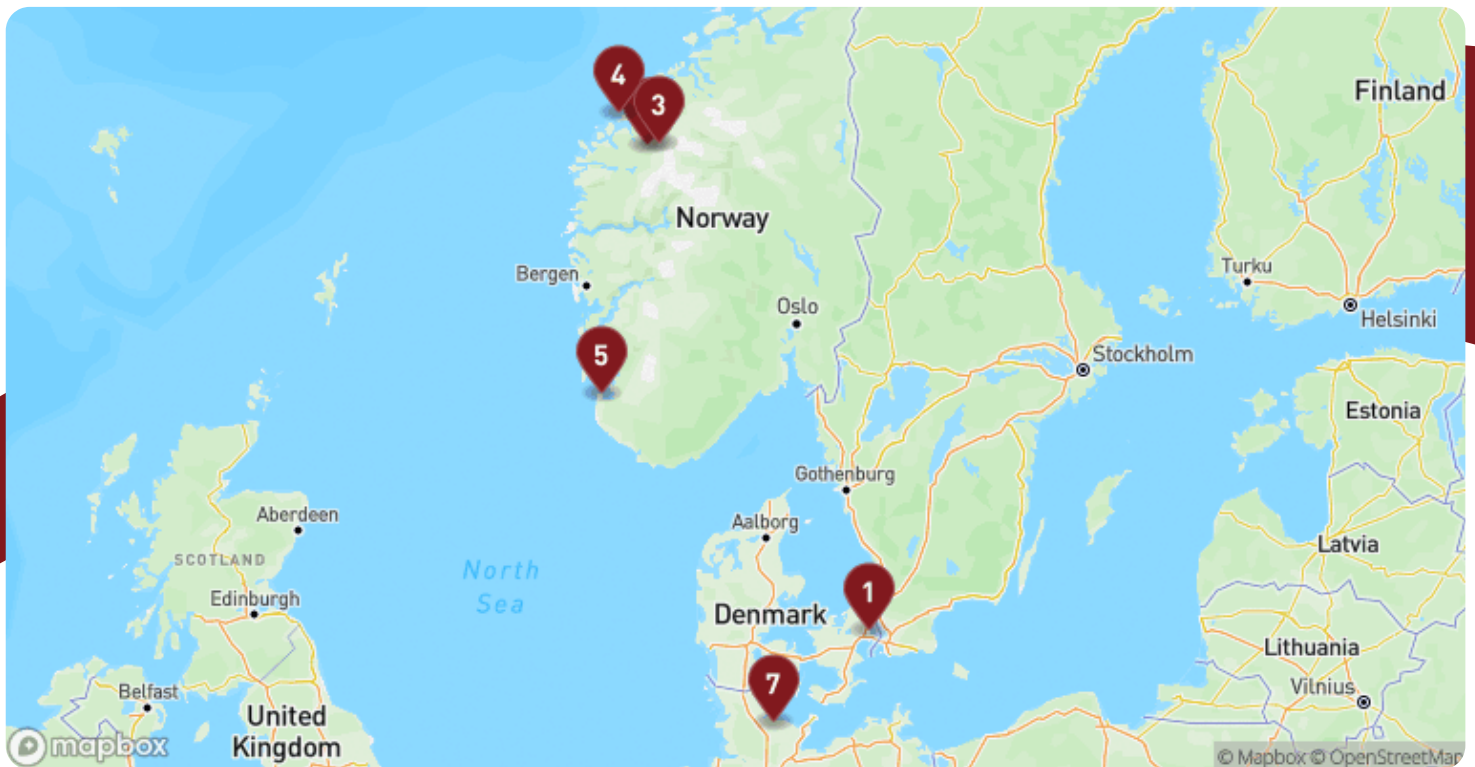 4
3
Finland
Norway
Turku
Bergen
Oslo
Helsinki
5
Stockholm
Estonia
Gothenburg
Aberdeen
Aalborg
SCOTLAND
Latvia
North
Sea
Edinburgh
1
Denmark
Lithuania
7
Vilnius
Belfast
United
Kingdom
mapbox
© Mapbox © OpenStreetMap